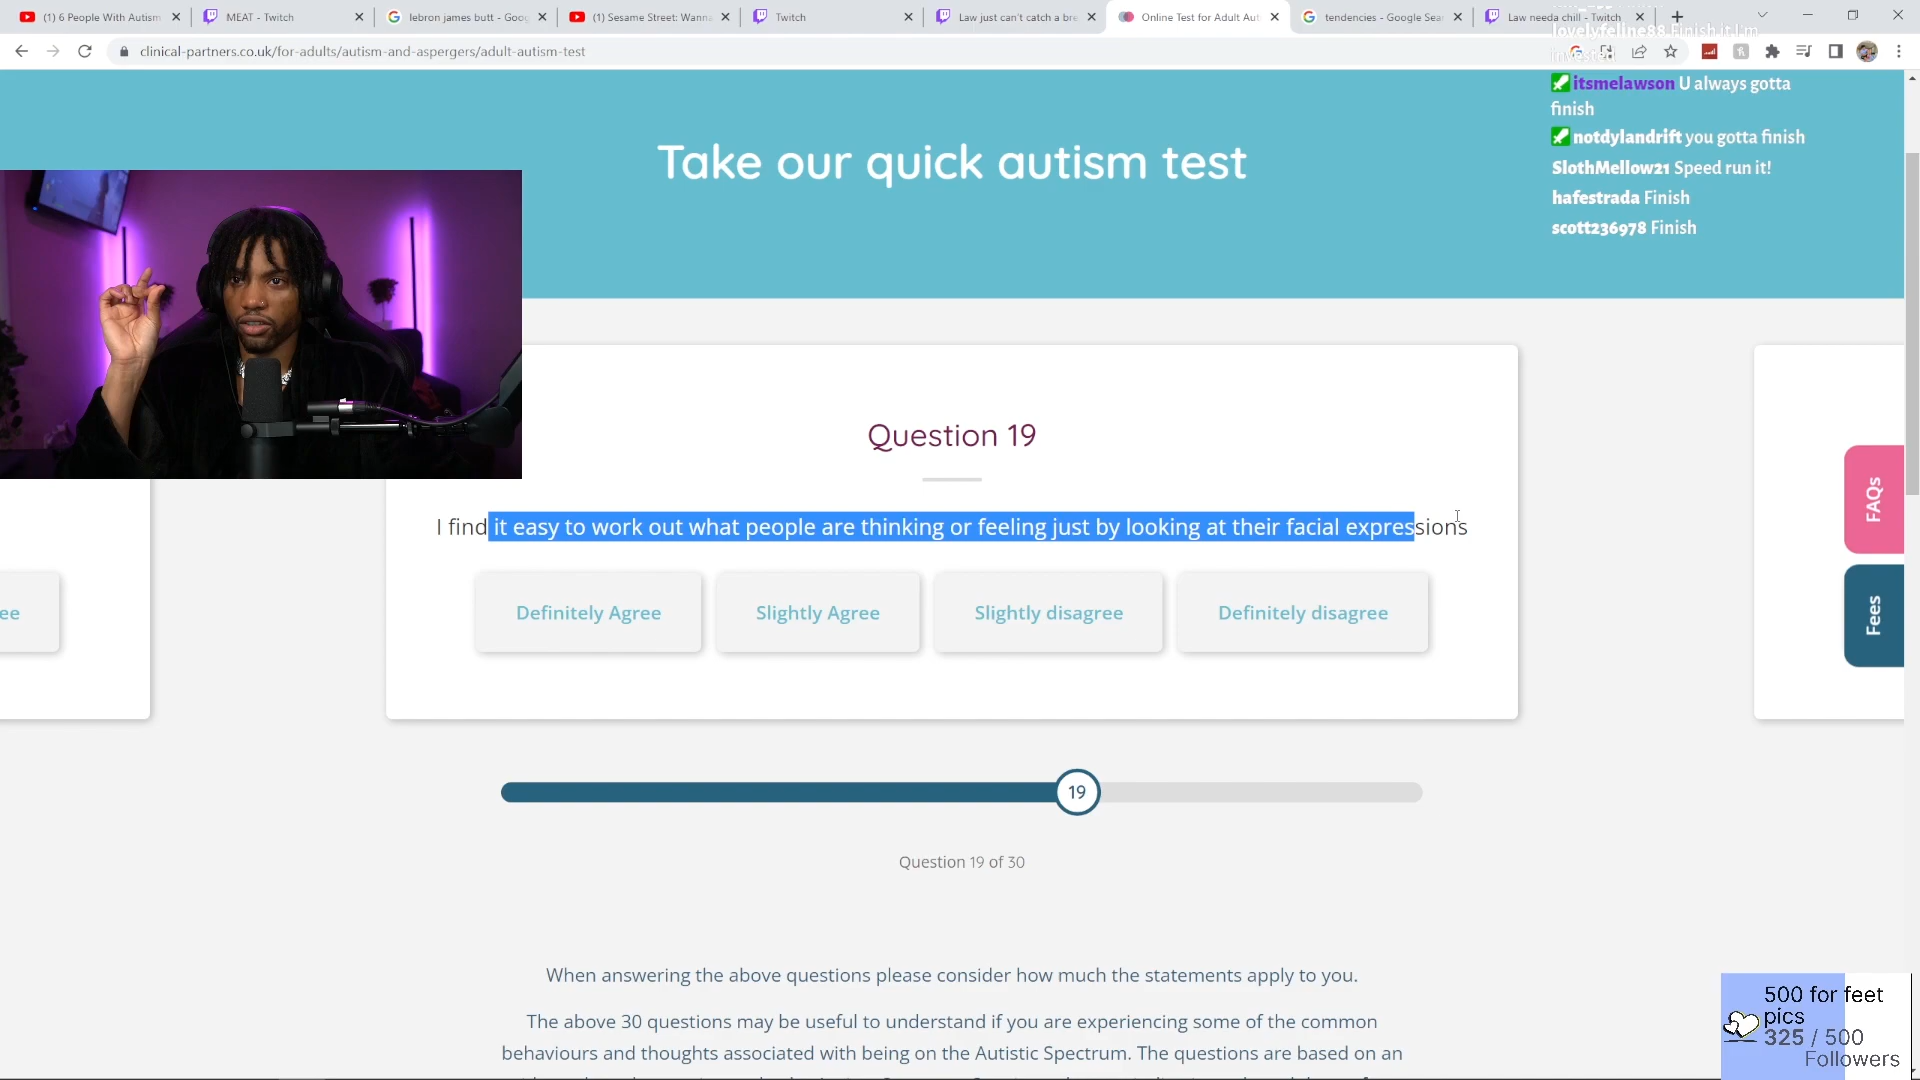 (1) 6 People With Autism
MEAT - Twitch
lebron james butt - Goog
(1) Sesame Street: Wanna
Twitch
Law just can't catch a bre
Online Test for Adult Aut
tendencies - Google Sear
Law needa chill - Twitch
clinical-partners.co.uk/for-adults/autism-and-aspergers/adult-autism-test
lovelyfeline88 Finish it I'm
invested
itsmelawson U always gotta
finish
notdylandrift you gotta finish
SlothMellow21 Speed run it!
hafestrada Finish
scott236978 Finish
Take our quick autism test
Question 19
I find it easy to work out what people are thinking or feeling just by looking at their facial expressions
ee
Definitely Agree
Slightly Agree
Slightly disagree
Definitely disagree
FAQs
Fees
19
Question 19 of 30
When answering the above questions please consider how much the statements apply to you.
The above 30 questions may be useful to understand if you are experiencing some of the common
behaviours and thoughts associated with being on the Autistic Spectrum. The questions are based on an
500 for feet
pics
325 / 500
Followers